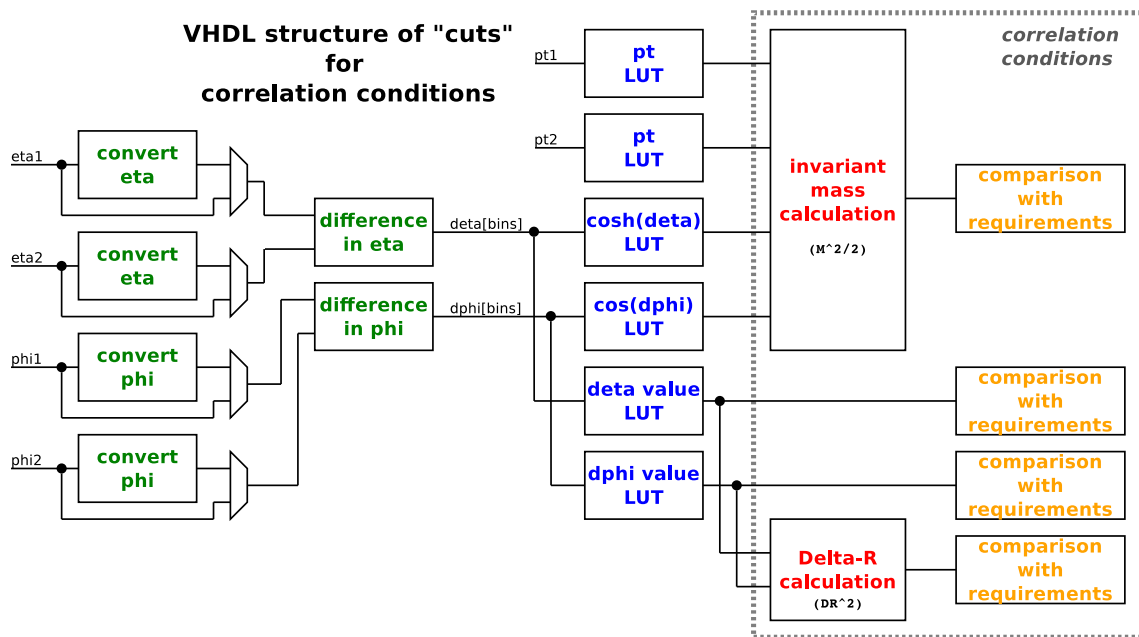 VHDL structure of "cuts"
for
correlation conditions
correlation
conditions
pt1
pt
LUT
pt2
pt
LUT
eta1
convert
eta
eta2
convert
eta
phi1
convert
phi
phi2
convert
phi
difference
in eta
difference
in phi
deta[bins]
dphi[bins]
cosh(deta)
LUT
cos(dphi)
LUT
deta value
LUT
dphi value
LUT
invariant
mass
calculation
(M^2/2)
Delta-R
calculation
(DR^2)
comparison
with
requirements
comparison
with
requirements
comparison
with
requirements
comparison
with
requirements